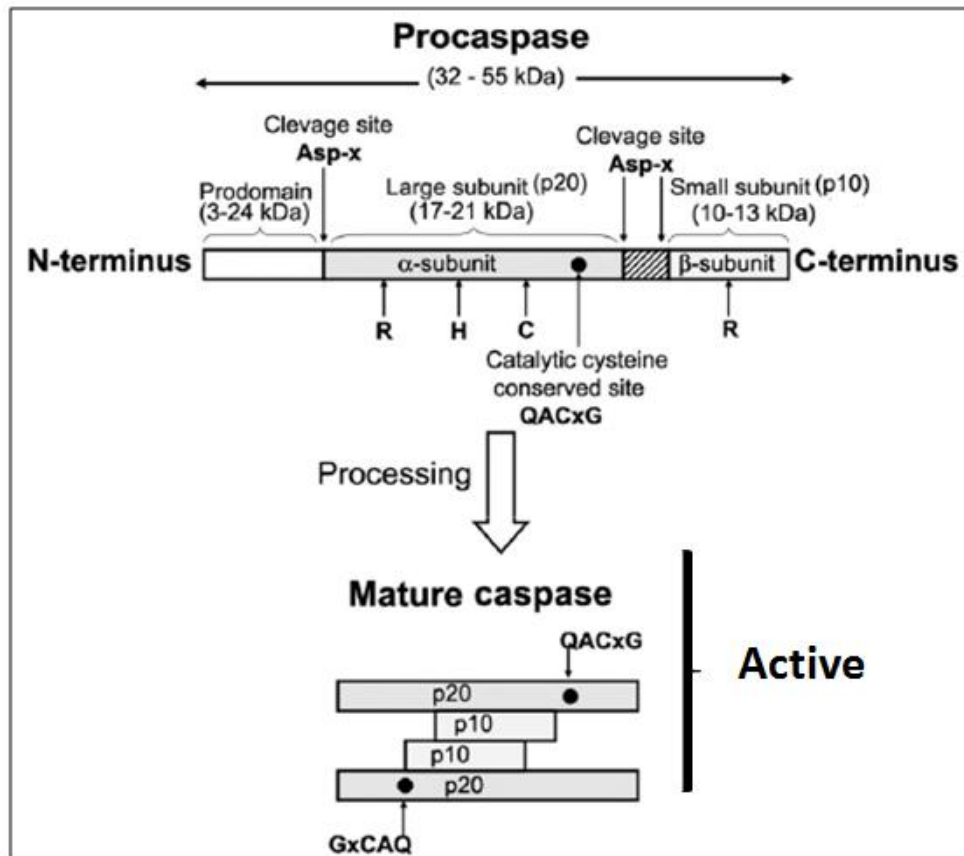 Procaspase
(32 - 55 kDa)
Clevage site
Asp-x
Clevage site
Asp-x
Prodomain
(3-24 kDa)
Large subunit (p20)
(17-21 kDa)
Small subunit (p10)
(10-13 kDa)
N-terminus
α-subunit
β-subunit
C-terminus
R
H
C
R
Catalytic cysteine
conserved site
QACxG
Processing
Mature caspase
QACxG
Active
p20
p10
p10
p20
GxCAQ